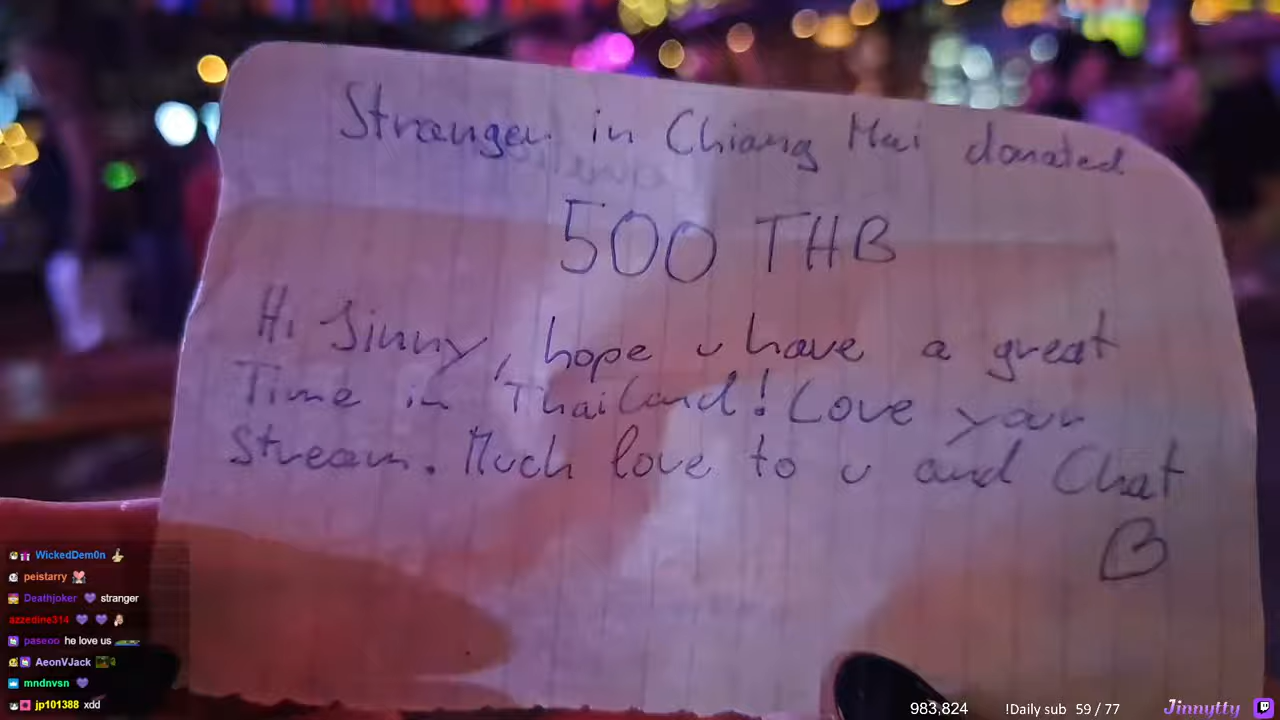 Stranger in Chiang Mai donated
500 THB
Hi Jinny, hope u have a great
Time in Thailand! Love your
Stream. Much love to u and Chat
B
WickedDem0n
peistarry
Deathjoker stranger
azzedine314
paseoo he love us
AeonVJack
mndnvsn
jp101388 xdd
983,824 !Daily sub 59 / 77 Jinnytty